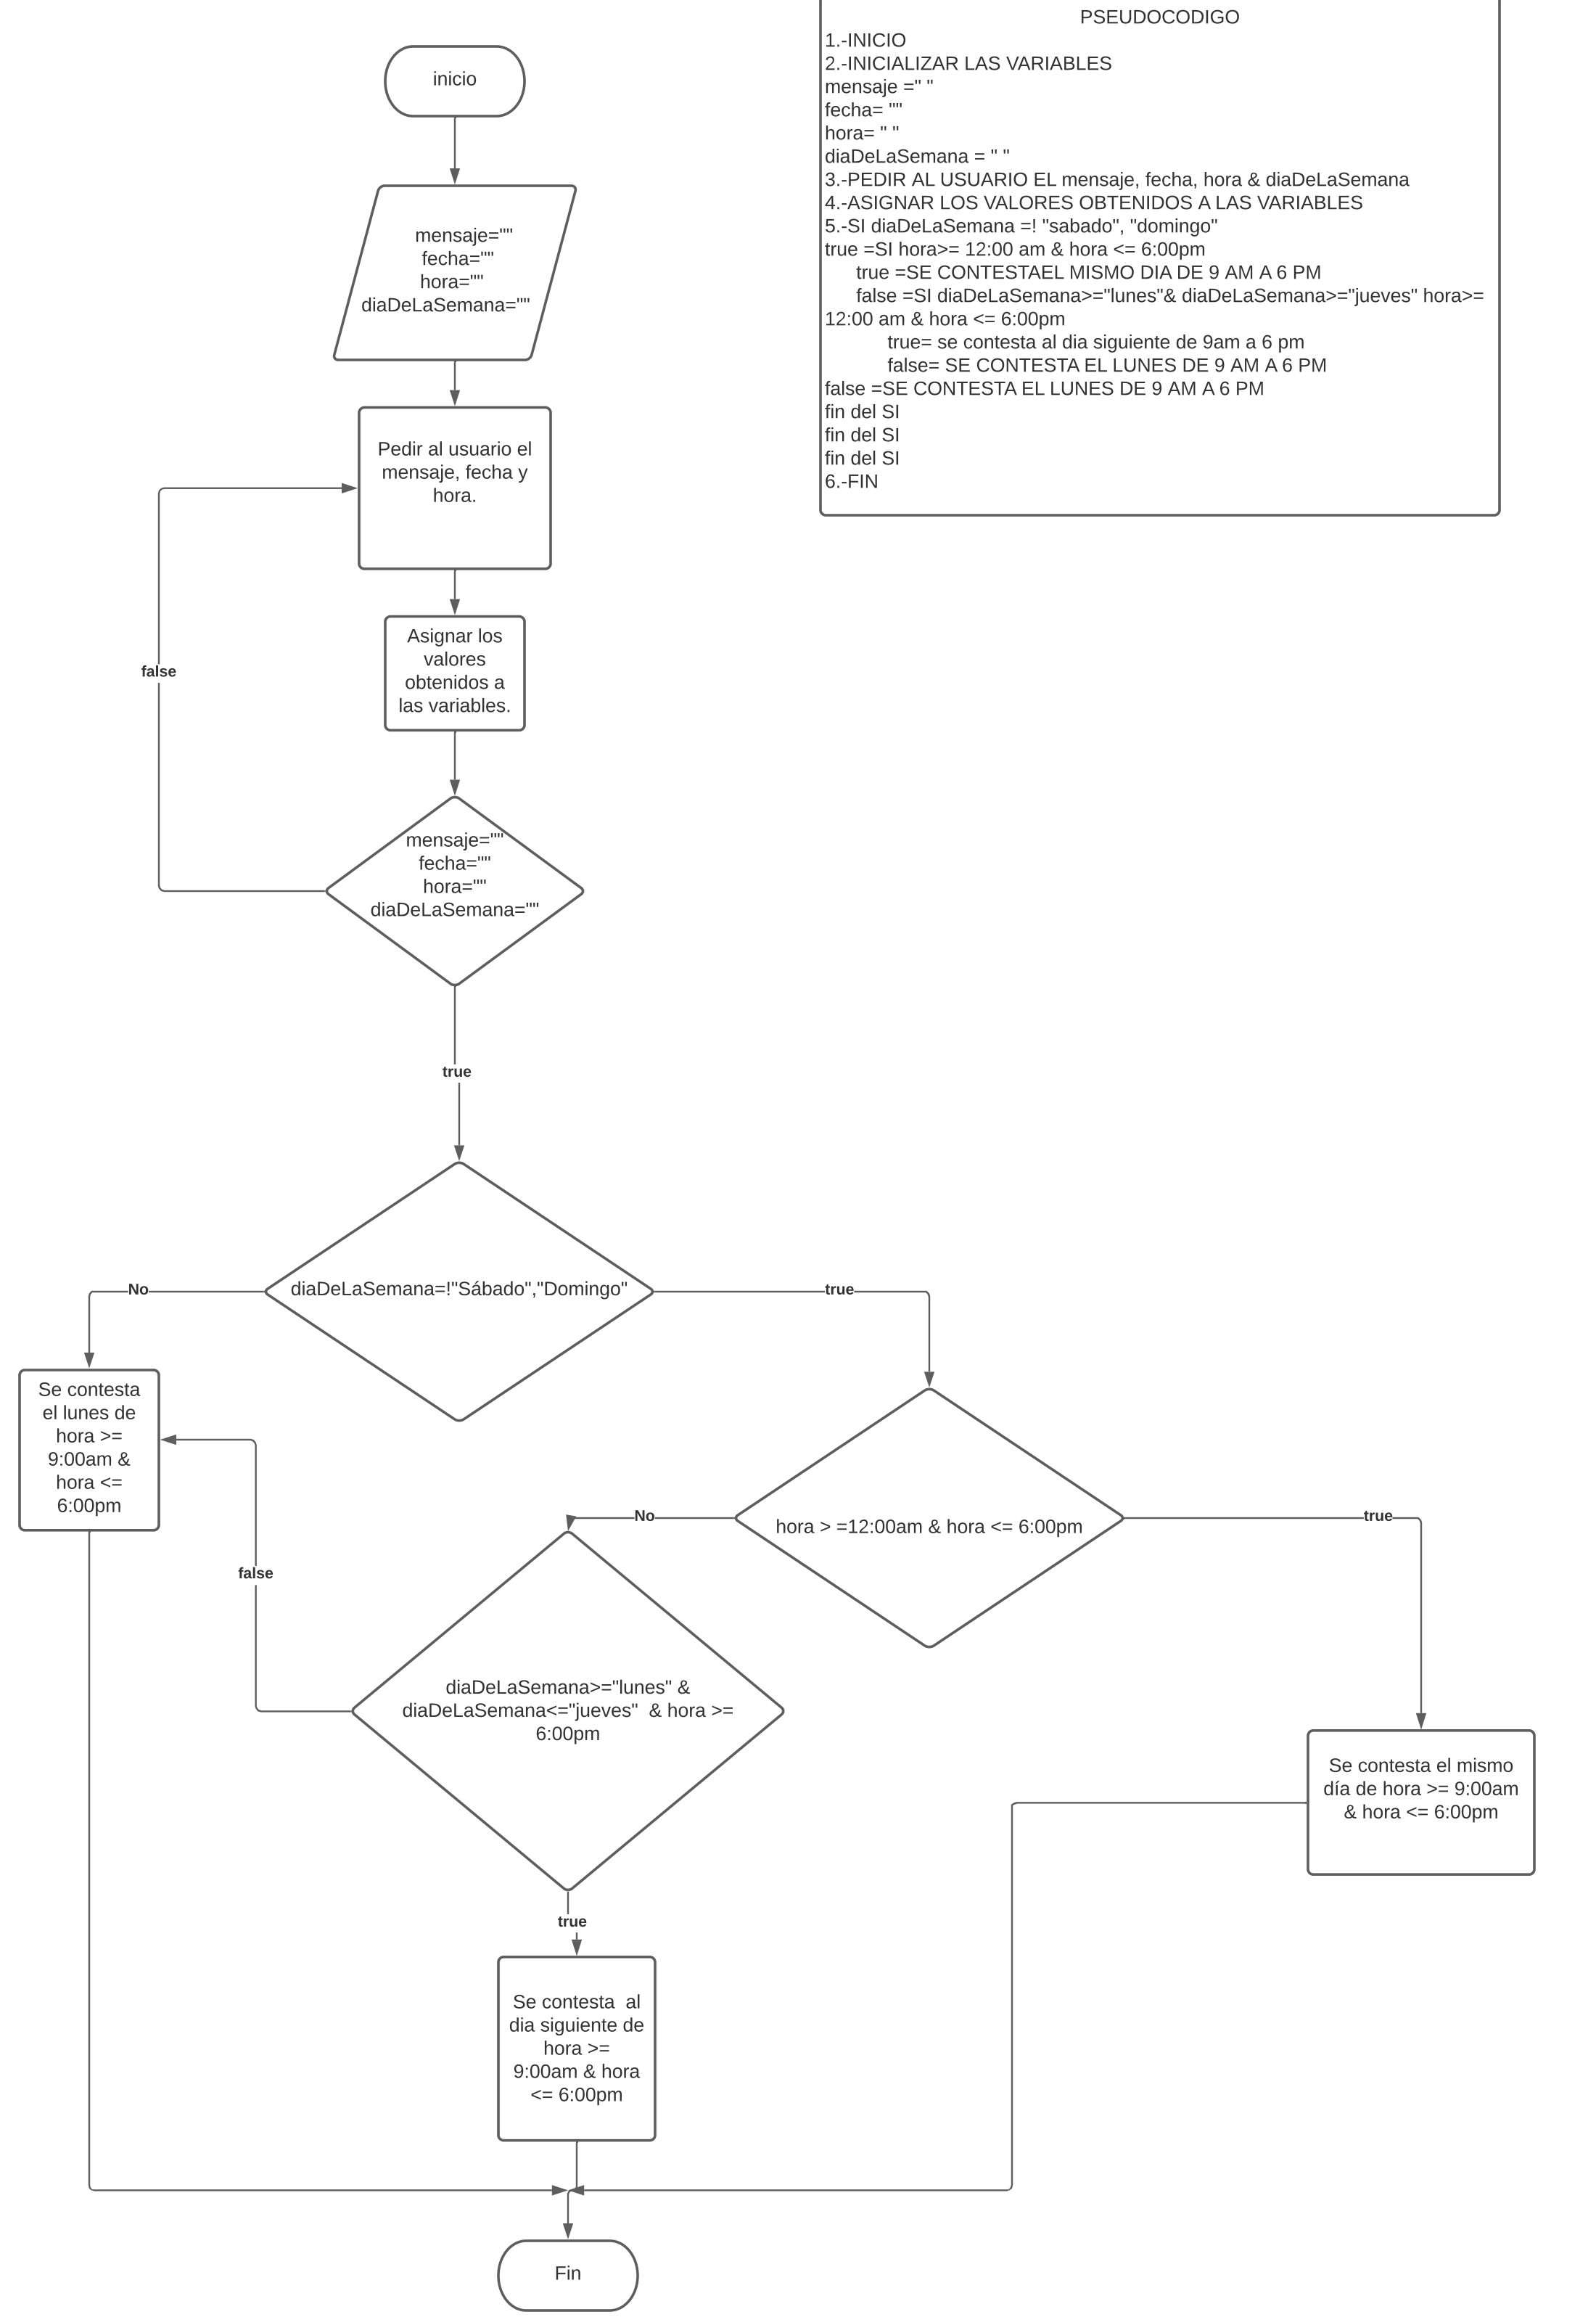 PSEUDOCODIGO
1.-INICIO
2.-INICIALIZAR LAS VARIABLES
mensaje =" "
fecha= ""
hora= " "
diaDeLaSemana = " "
3.-PEDIR AL USUARIO EL mensaje, fecha, hora & diaDeLaSemana
4.-ASIGNAR LOS VALORES OBTENIDOS A LAS VARIABLES
5.-SI diaDeLaSemana =! "sabado", "domingo"
true =SI hora>= 12:00 am & hora <= 6:00pm
true =SE CONTESTAEL MISMO DIA DE 9 AM A 6 PM
false =SI diaDeLaSemana>="lunes"& diaDeLaSemana>="jueves" hora>=
12:00 am & hora <= 6:00pm
true= se contesta al dia siguiente de 9am a 6 pm
false= SE CONTESTA EL LUNES DE 9 AM A 6 PM
false =SE CONTESTA EL LUNES DE 9 AM A 6 PM
fin del SI
fin del SI
fin del SI
6.-FIN
inicio
mensaje=""
fecha=""
hora=""
diaDeLaSemana=""
Pedir al usuario el
mensaje, fecha y
hora.
Asignar los
valores
obtenidos a
las variables.
false
mensaje=""
fecha=""
hora=""
diaDeLaSemana=""
true
diaDeLaSemana=!"Sábado","Domingo"
No
true
Se contesta
el lunes de
hora >=
9:00am &
hora <=
6:00pm
hora > =12:00am & hora <= 6:00pm
No
true
false
diaDeLaSemana>="lunes" &
diaDeLaSemana<="jueves"  & hora >=
6:00pm
Se contesta el mismo
día de hora >= 9:00am
& hora <= 6:00pm
true
Se contesta  al
dia siguiente de
hora >=
9:00am & hora
<= 6:00pm
Fin